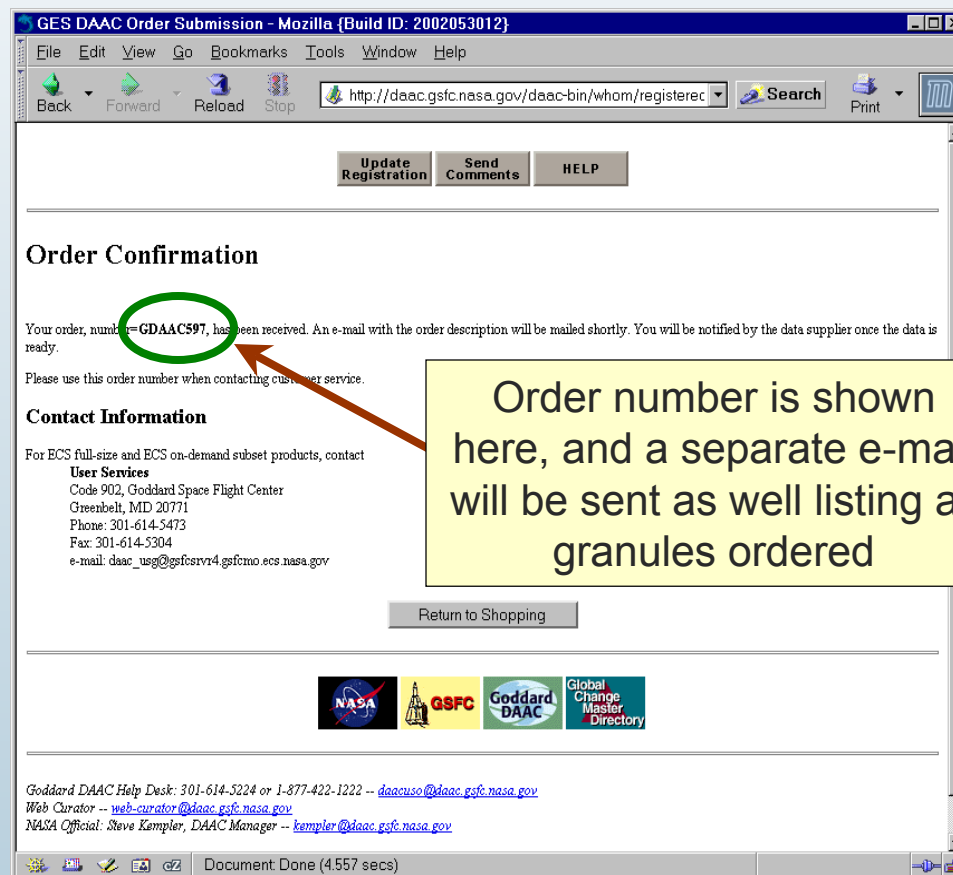 GES DAAC Order Submission - Mozilla {Build ID: 2002053012}
File Edit View Go Bookmarks Tools Window Help
Back Forward Reload Stop http://daac.gsfc.nasa.gov/daac-bin/whom/registerec Search Print
Update Registration Send Comments HELP
Order Confirmation
Your order, number=GDAAC597, has been received. An e-mail with the order description will be mailed shortly. You will be notified by the data supplier once the data is
ready.
Please use this order number when contacting customer service.
Order number is shown
here, and a separate e-ma
will be sent as well listing a
granules ordered
Contact Information
For ECS full-size and ECS on-demand subset products, contact
User Services
Code 902, Goddard Space Flight Center
Greenbelt, MD 20771
Phone: 301-614-5473
Fax: 301-614-5304
e-mail: daac_usg@gsfcsrvr4.gsfcmo.ecs.nasa.gov
Return to Shopping
NASA GSFC Goddard DAAC Global Change Master Directory
Goddard DAAC Help Desk: 301-614-5224 or 1-877-422-1222 -- daacuso@daac.gsfc.nasa.gov
Web Curator -- web-curator@daac.gsfc.nasa.gov
NASA Official: Steve Kempler, DAAC Manager -- kempler@daac.gsfc.nasa.gov
Document: Done (4.557 secs)